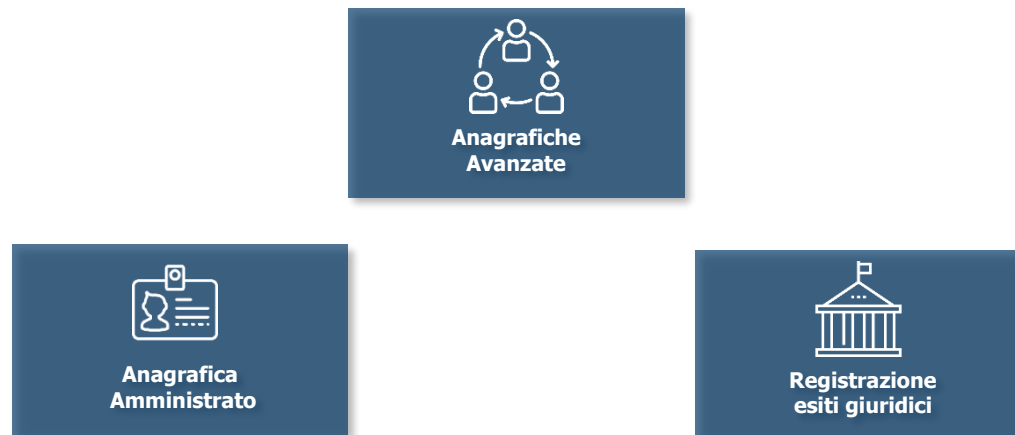 Anagrafiche
Avanzate
Anagrafica
Amministrato
Registrazione
esiti giuridici